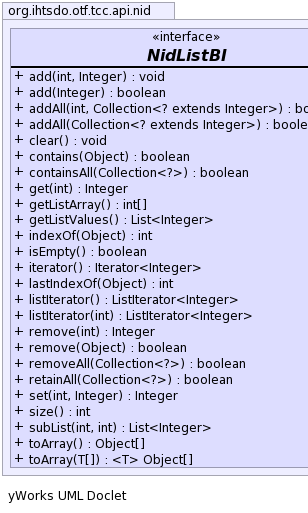 org.ihtsdo.otf.tcc.api.nid
«interface»
NidListBI
+ add(int, Integer) : void
+ add(Integer) : boolean
+ addAll(int, Collection<? extends Integer>) : bo
+ addAll(Collection<? extends Integer>) : boole
+ clear() : void
+ contains(Object) : boolean
+ containsAll(Collection<?>) : boolean
+ get(int) : Integer
+ getListArray() : int[]
+ getListValues() : List<Integer>
+ indexOf(Object) : int
+ isEmpty() : boolean
+ iterator() : Iterator<Integer>
+ lastIndexOf(Object) : int
+ listIterator() : ListIterator<Integer>
+ listIterator(int) : ListIterator<Integer>
+ remove(int) : Integer
+ remove(Object) : boolean
+ removeAll(Collection<?>) : boolean
+ retainAll(Collection<?>) : boolean
+ set(int, Integer) : Integer
+ size() : int
+ subList(int, int) : List<Integer>
+ toArray() : Object[]
+ toArray(T[]) : <T> Object[]
yWorks UML Doclet